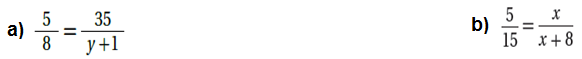 a) 5/8 = 35/(y+1) b) 5/15 = x/(x+8)